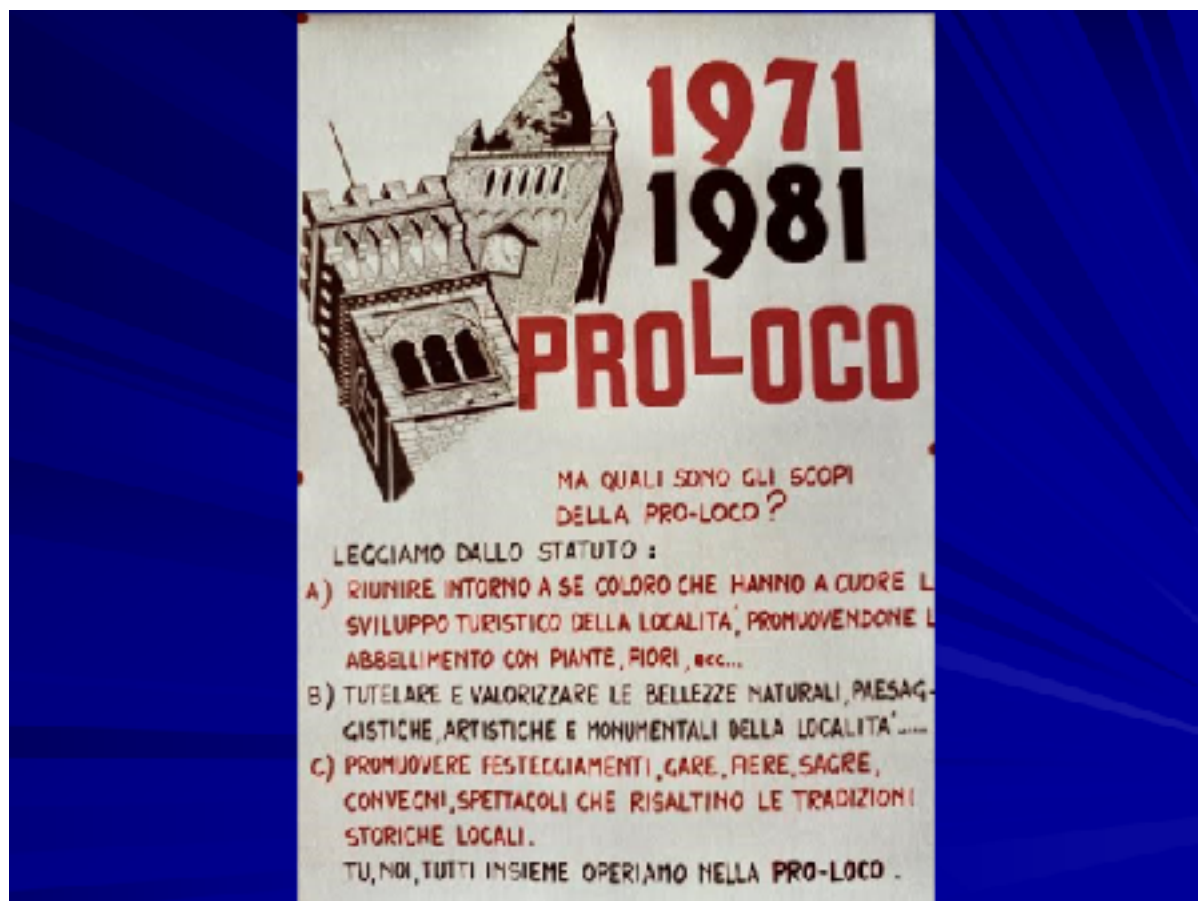 1971
1981
PROLOCO
MA QUALI SONO GLI SCOPI
DELLA PRO-LOCO?
LEGGIAMO DALLO STATUTO :
A) RIUNIRE INTORNO A SE COLORO CHE HANNO A CUORE L
SVILUPPO TURISTICO DELLA LOCALITA', PROMUOVENDONE L
ABBELLIMENTO CON PIANTE, FIORI, ecc...
B) TUTELARE E VALORIZZARE LE BELLEZZE NATURALI, PAESAG-
GISTICHE, ARTISTICHE E MONUMENTALI DELLA LOCALITA'.....
C) PROMUOVERE FESTEGGIAMENTI, GARE, FIERE, SAGRE,
CONVEGNI, SPETTACOLI CHE RISALTINO LE TRADIZIONI
STORICHE LOCALI.
TU, NOI, TUTTI INSIEME OPERIAMO NELLA PRO-LOCO.